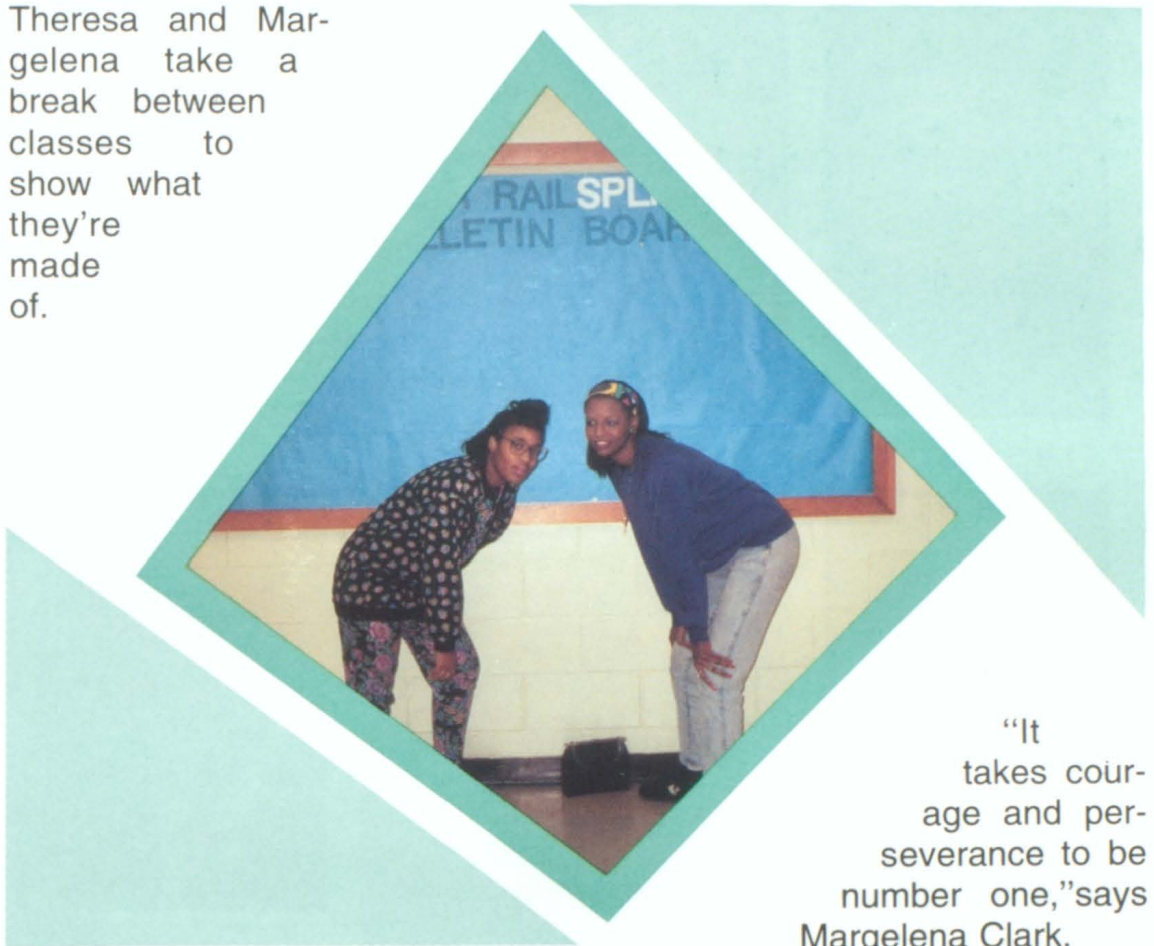 Theresa and Mar-
gelena take a
break between
classes to
show what
they're
made
of.
RAILSPL
LETIN BOAR
“It
takes cour-
age and per-
severance to be
number one,”says
Margelena Clark.